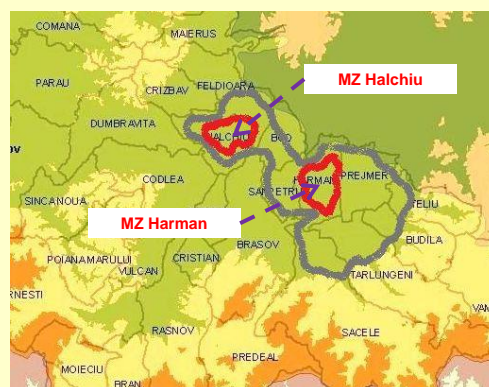 COMANA
MAIERUS
MZ Halchiu
PARAU
CRIZBAV
FELDIOARA
DUMBRAVITA
HALCHIU
BOD
CODLEA
HARMAN
PREJMER
SANPETRU
SINCANOUA
TELIU
MZ Harman
BRASOV
BUDILA
POIANAMARULUI
CRISTIAN
VULCAN
TARLUNGENI
RASNOV
SACELE
PREDEAL
MOIECIU
BRAN